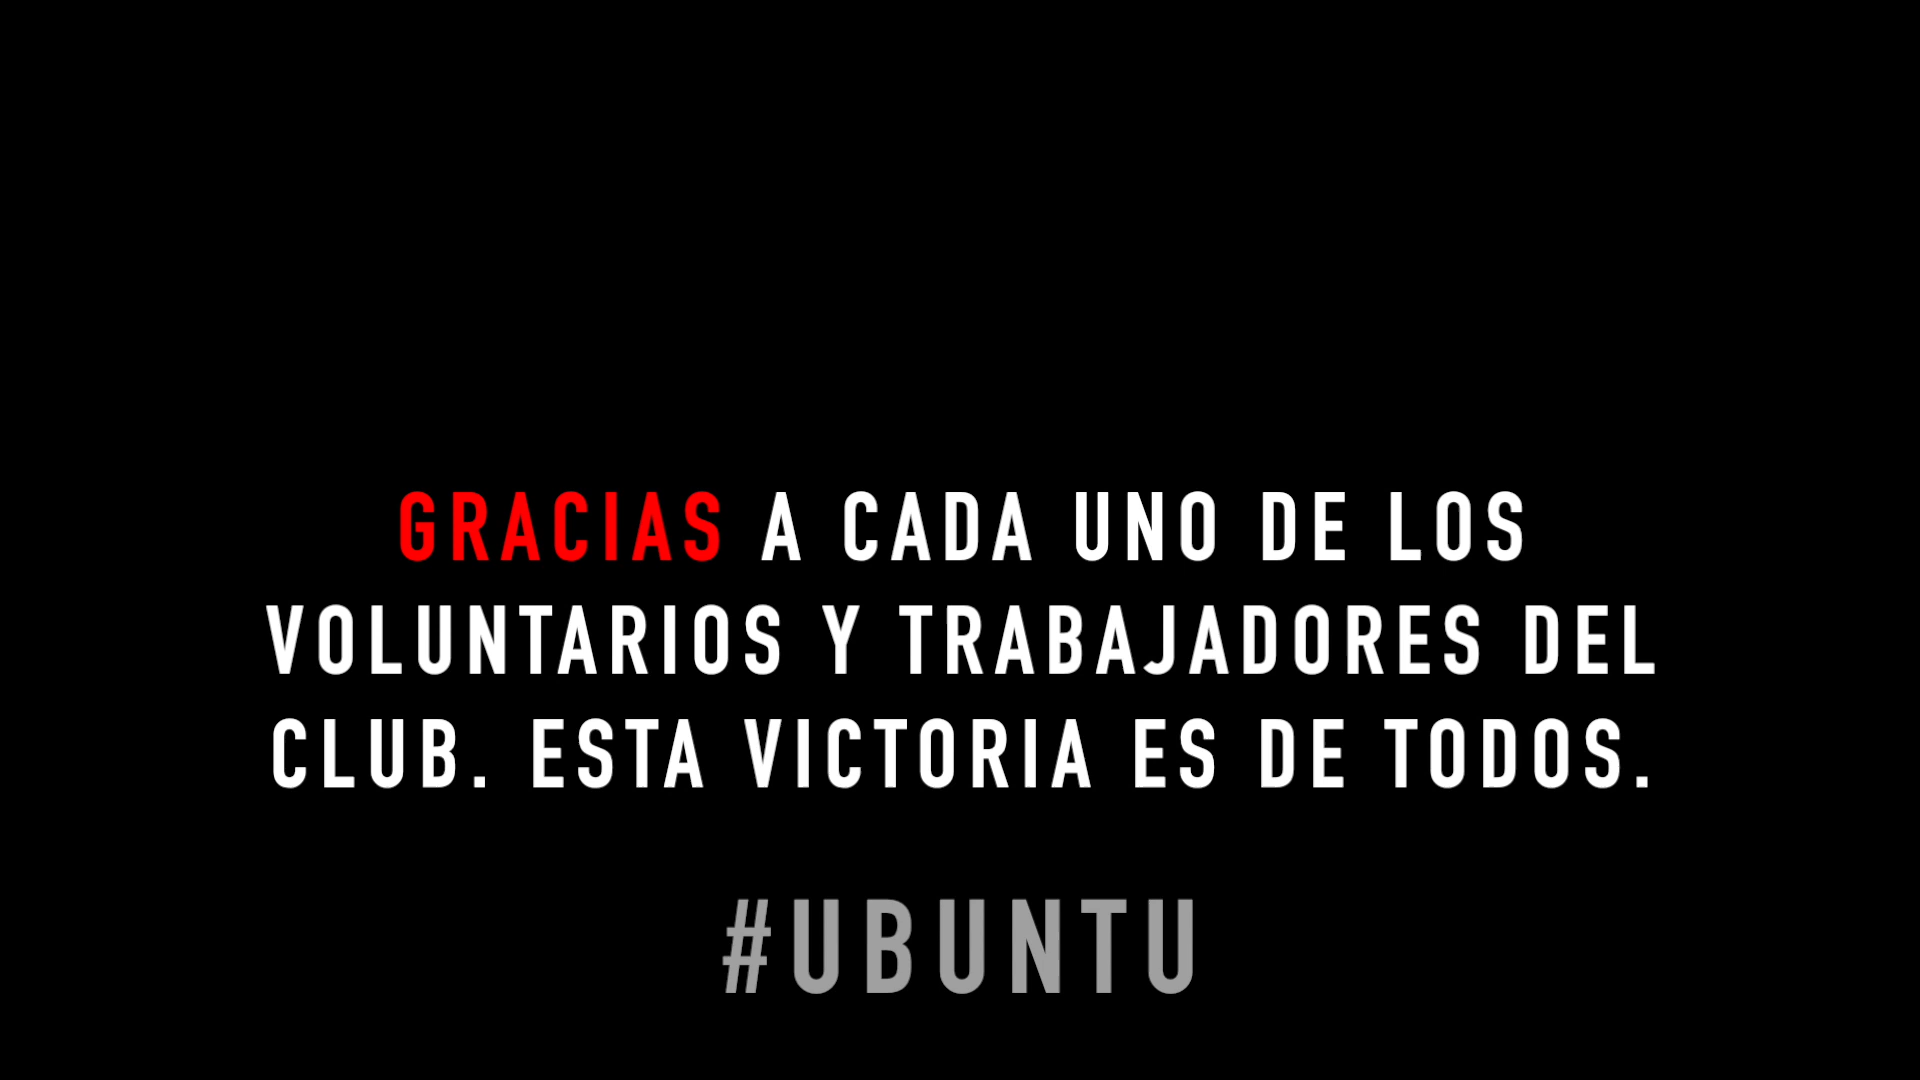 GRACIAS A CADA UNO DE LOS
VOLUNTARIOS Y TRABAJADORES DEL
CLUB. ESTA VICTORIA ES DE TODOS.
#UBUNTU